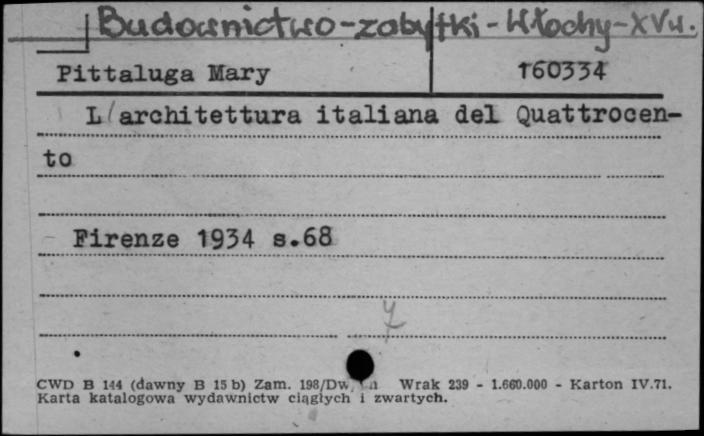 Budownictwo-zabytki-Włochy-XVw.
Pittaluga Mary 160334
L'architettura italiana del Quattrocen-
to
Firenze 1934 s.68
CWD B 144 (dawny B 15 b) Zam. 198/Dw, Wrak 239 - 1.660.000 - Karton IV.71.
Karta katalogowa wydawnictw ciągłych i zwartych.